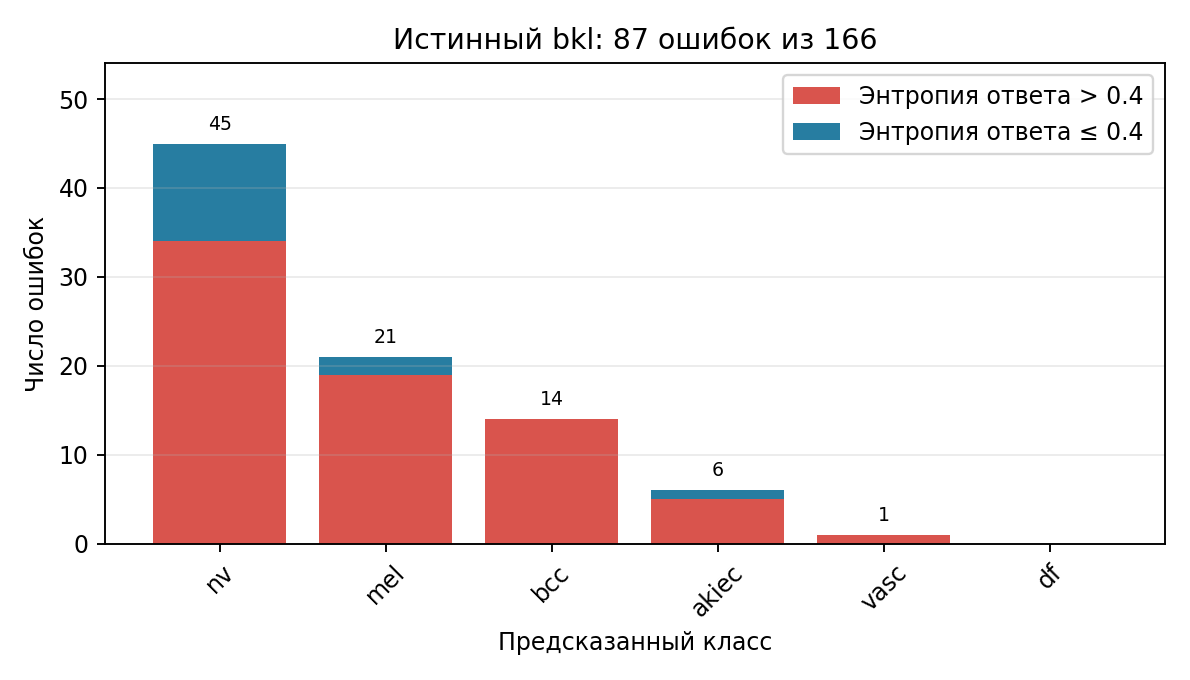 Истинный bkl: 87 ошибок из 166
Энтропия ответа > 0.4
Энтропия ответа ≤ 0.4
Число ошибок
50
40
30
20
10
0
45
21
14
6
1
nv
mel
bcc
akiec
vasc
df
Предсказанный класс